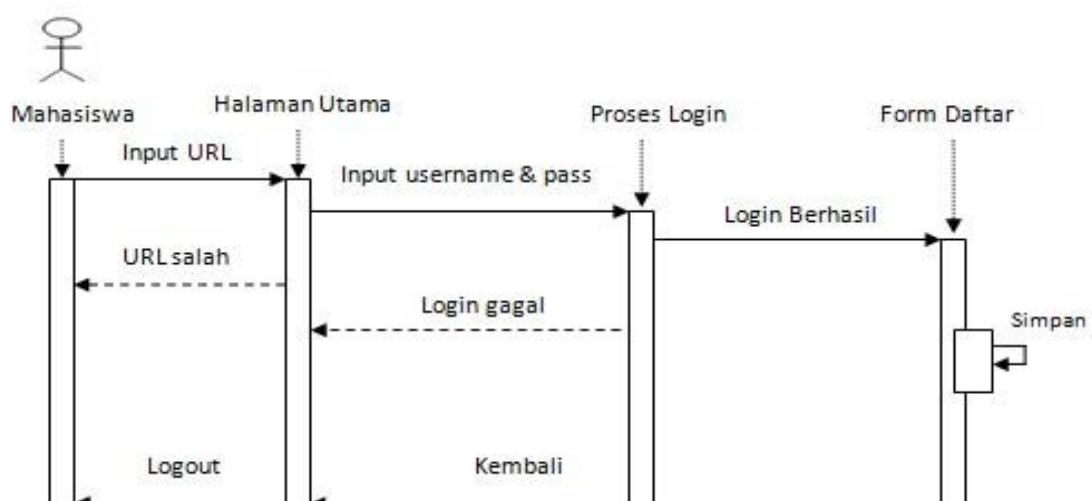 Mahasiswa
Halaman Utama
Proses Login
Form Daftar
Input URL
Input username & pass
Login Berhasil
URL salah
Login gagal
Simpan
Logout
Kembali